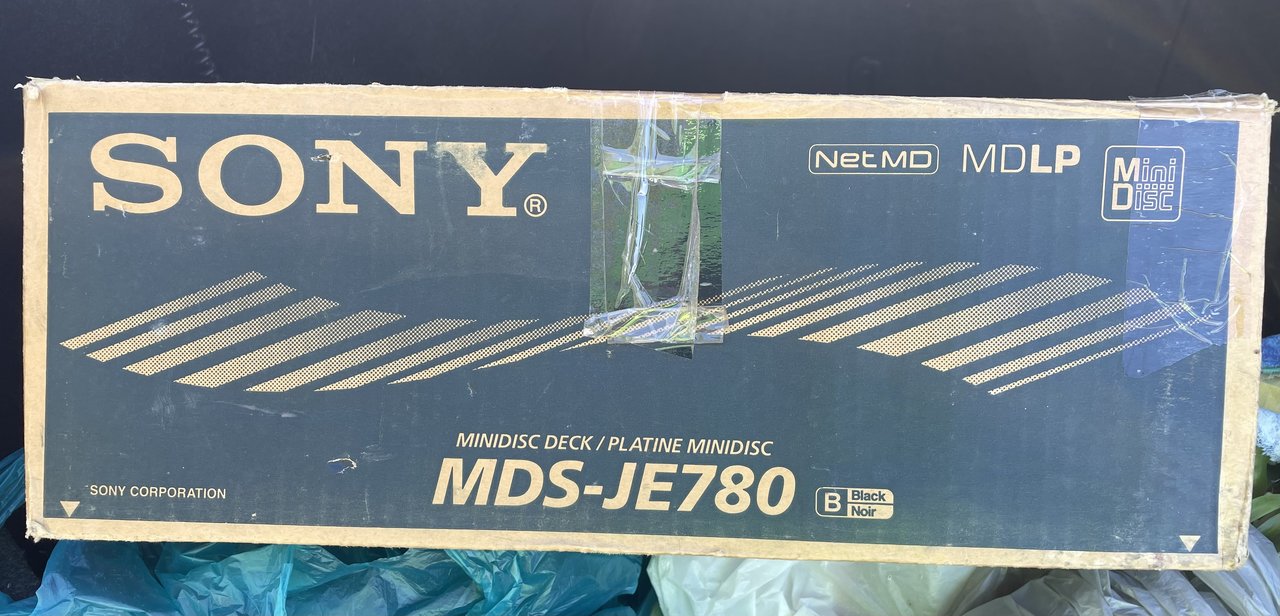 SONY®
NetMD MDLP Mini Disc
MINIDISC DECK / PLATINE MINIDISC
MDS-JE780
B Black Noir
SONY CORPORATION